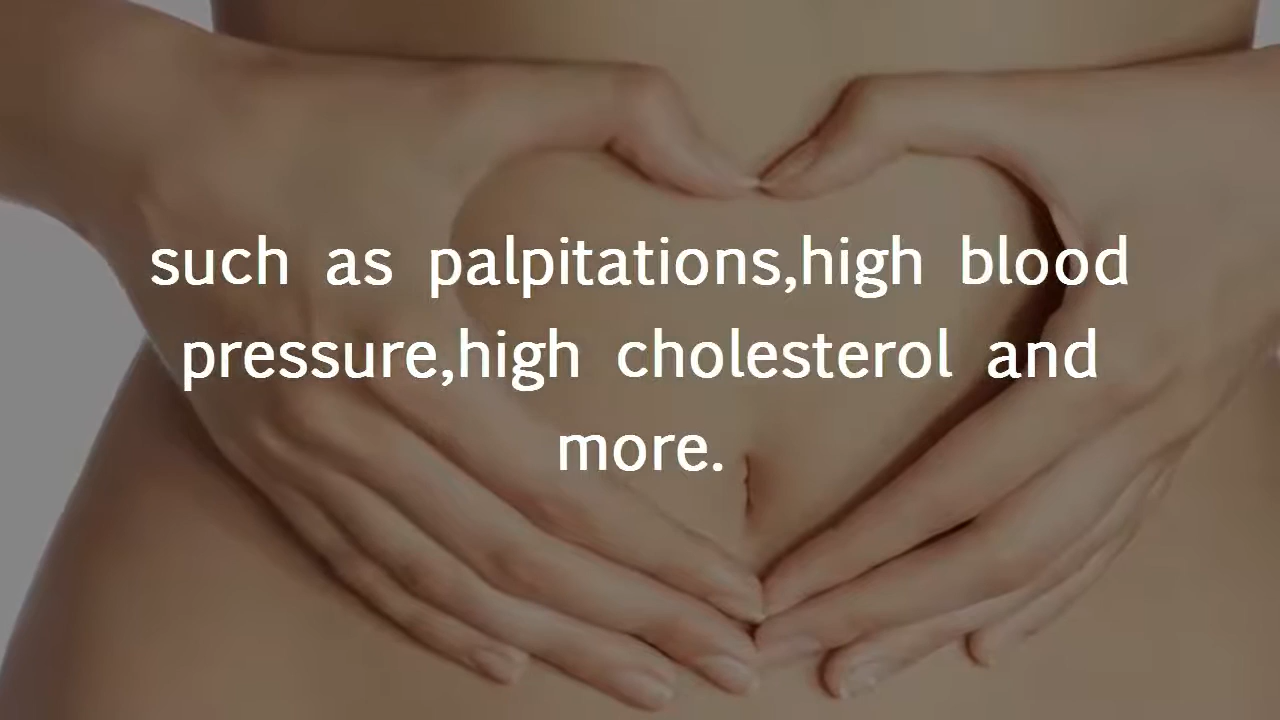 such as palpitations,high blood
pressure,high cholesterol and
more.